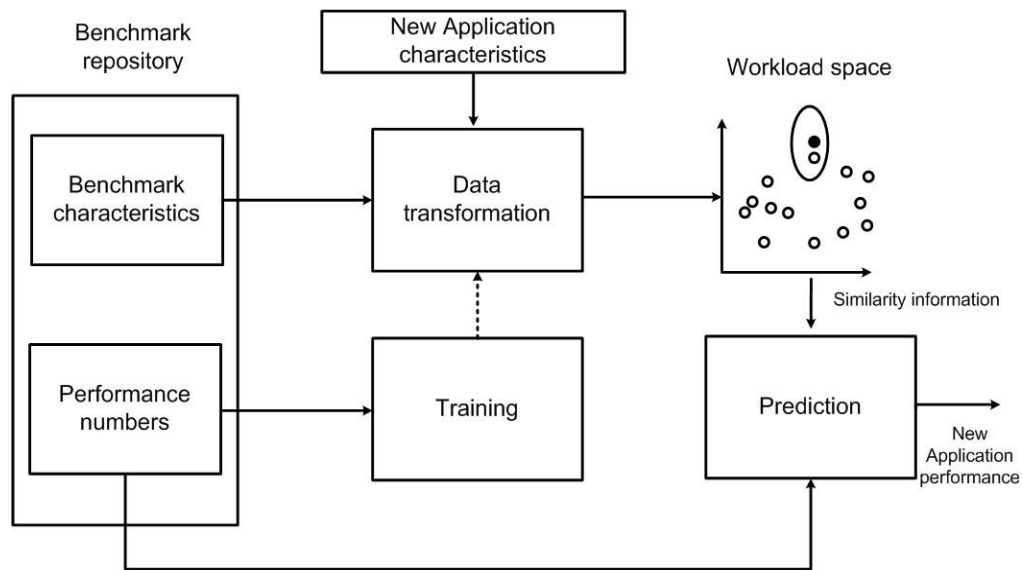 Benchmark
repository
New Application
characteristics
Workload space
Benchmark
characteristics
Data
transformation
Similarity information
Performance
numbers
Training
Prediction
New
Application
performance